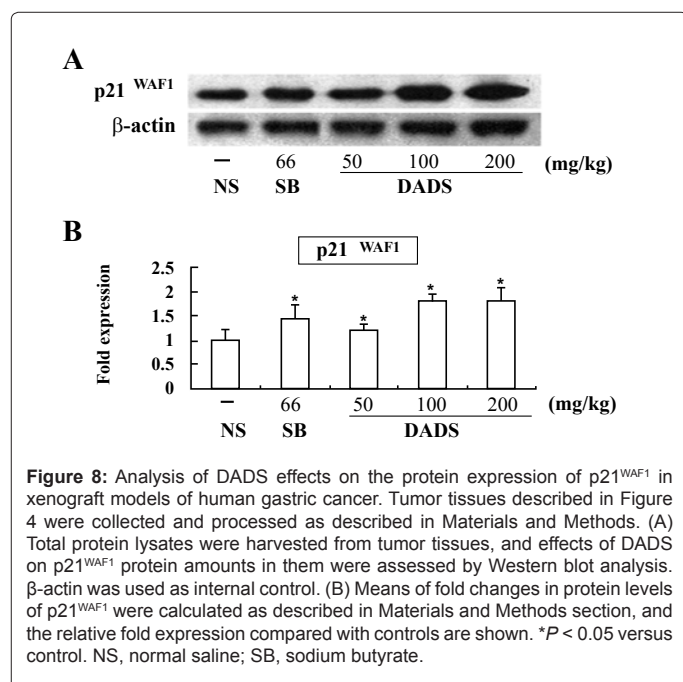 A
p21 WAF1
β-actin
– 66 50 100 200 (mg/kg)
NS SB DADS
B
p21 WAF1
Fold expression
2.5
2
1.5
1
0.5
0
* * * *
– 66 50 100 200 (mg/kg)
NS SB DADS
Figure 8: Analysis of DADS effects on the protein expression of p21WAF1 in
xenograft models of human gastric cancer. Tumor tissues described in Figure
4 were collected and processed as described in Materials and Methods. (A)
Total protein lysates were harvested from tumor tissues, and effects of DADS
on p21WAF1 protein amounts in them were assessed by Western blot analysis.
β-actin was used as internal control. (B) Means of fold changes in protein levels
of p21WAF1 were calculated as described in Materials and Methods section, and
the relative fold expression compared with controls are shown. *P < 0.05 versus
control. NS, normal saline; SB, sodium butyrate.